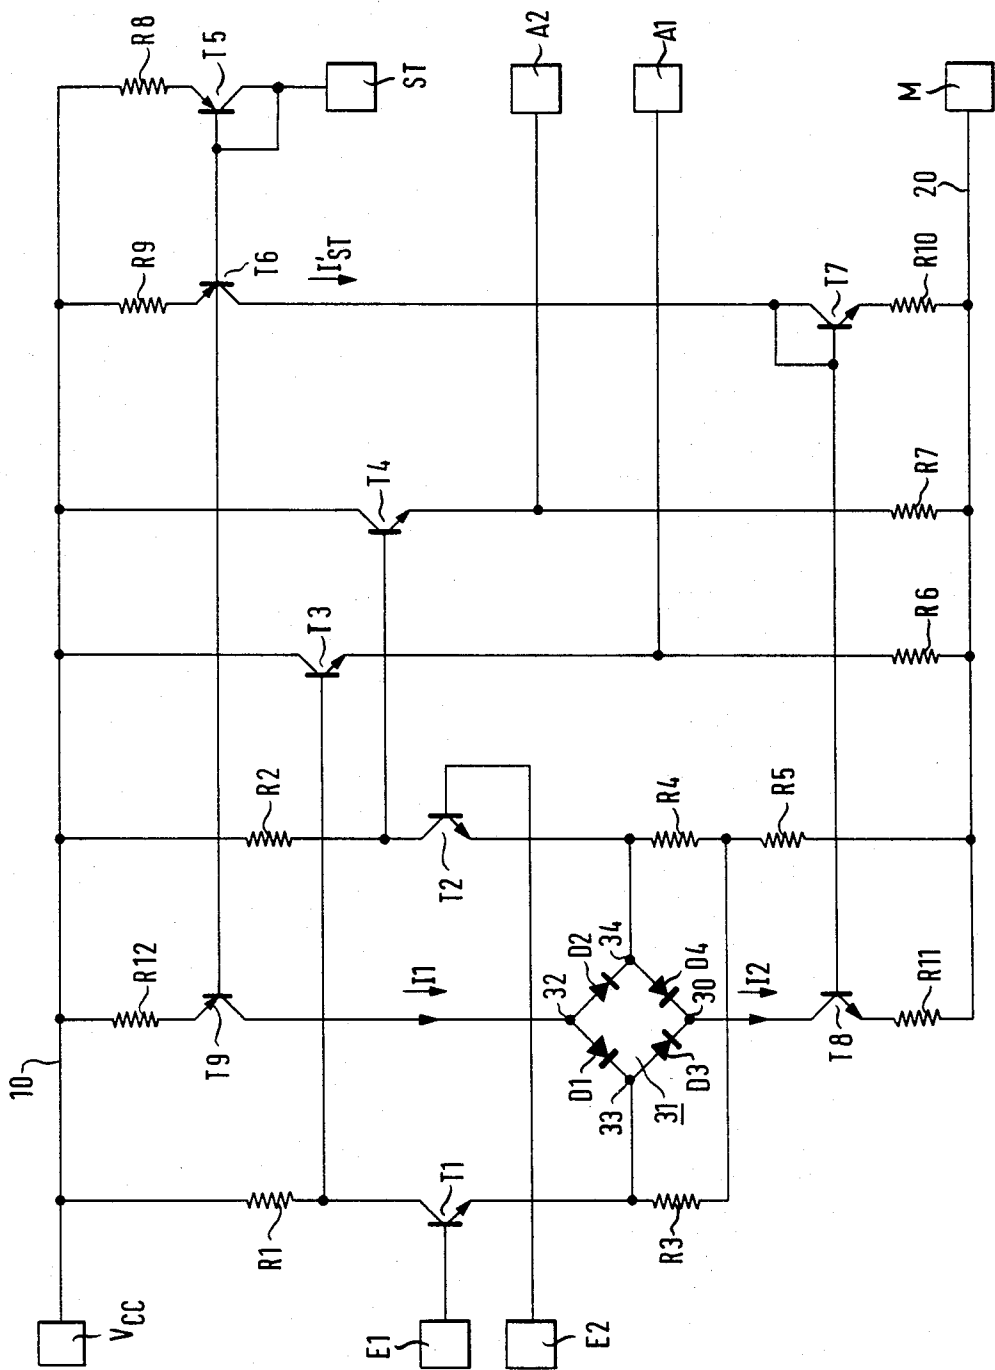 R8
T5
ST
A2
A1
M
20
R9
T6
I'ST
T7
R10
T4
R7
T3
R6
R2
T2
R4
R5
R12
10
T9
I1
32
D2
34
D1
D4
30
I2
33
31
D3
T8
R11
R1
T1
R3
VCC
E1
E2